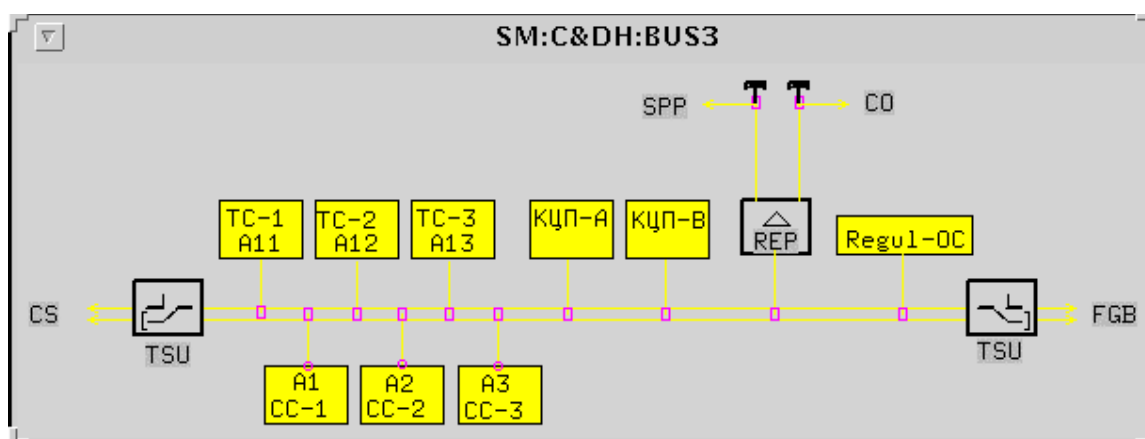 SM:C&DH:BUS3
SPP
CO
TC-1
A11
TC-2
A12
TC-3
A13
КЦП-А
КЦП-В
REP
Regul-OC
CS
TSU
TSU
FGB
A1
CC-1
A2
CC-2
A3
CC-3